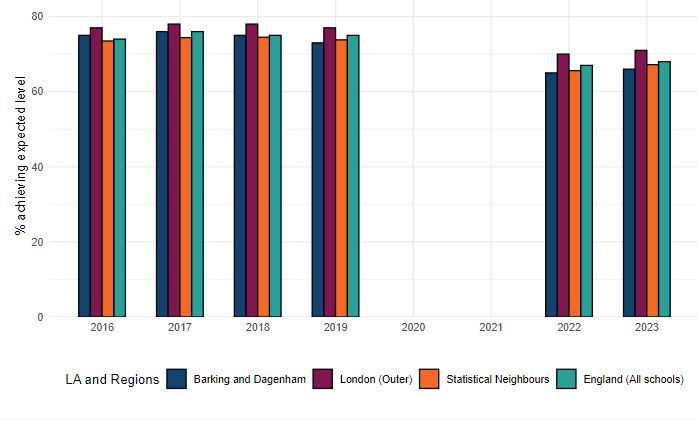 80
60
40
20
0
% achieving expected level
2016 2017 2018 2019 2020 2021 2022 2023
LA and Regions Barking and Dagenham London (Outer) Statistical Neighbours England (All schools)